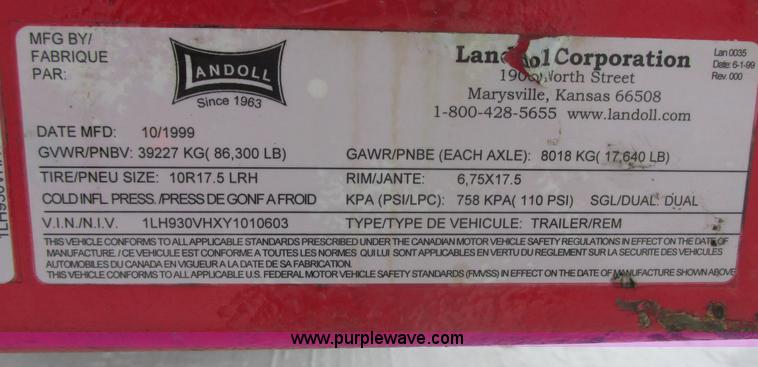 MFG BY/
FABRIQUE
PAR:
LANDOLL
Since 1963
Corporation
North Street
Marysville, Kansas 66508
1-800-428-5655 www.landoll.com
Lan 0035
Date: 6-1-99
Rev. 000
DATE MFD: 10/1999
GVWR/PNBV: 39227 KG( 86,300 LB) GAWR/PNBE (EACH AXLE): 8018 KG( 17,640 LB)
TIRE/PNEU SIZE: 10R17.5 LRH RIM/JANTE: 6,75X17.5
COLD INFL. PRESS./PRESS DE GONF A FROID KPA (PSI/LPC): 758 KPA( 110 PSI) SGL/DUAL: DUAL
V.I.N./N.I.V. 1LH930VHXY1010603 TYPE/TYPE DE VEHICULE: TRAILER/REM
THIS VEHICLE CONFORMS TO ALL APPLICABLE STANDARDS PRESCRIBED UNDER THE CANADIAN MOTOR VEHICLE SAFETY REGULATIONS IN EFFECT ON THE DATE OF
MANUFACTURE. / CE VEHICULE EST CONFORME A TOUTES LES NORMES QUI LUI SONT APPLICABLES EN VERTU DU REGLEMENT SUR LA SECURITE DES VEHICULES
AUTOMOBILES DU CANADA EN VIGUEUR A LA DATE DE SA FABRICATION.
THIS VEHICLE CONFORMS TO ALL APPLICABLE U.S. FEDERAL MOTOR VEHICLE SAFETY STANDARDS (FMVSS) IN EFFECT ON THE DATE OF MANUFACTURE SHOWN ABOVE
www.purplewave.com